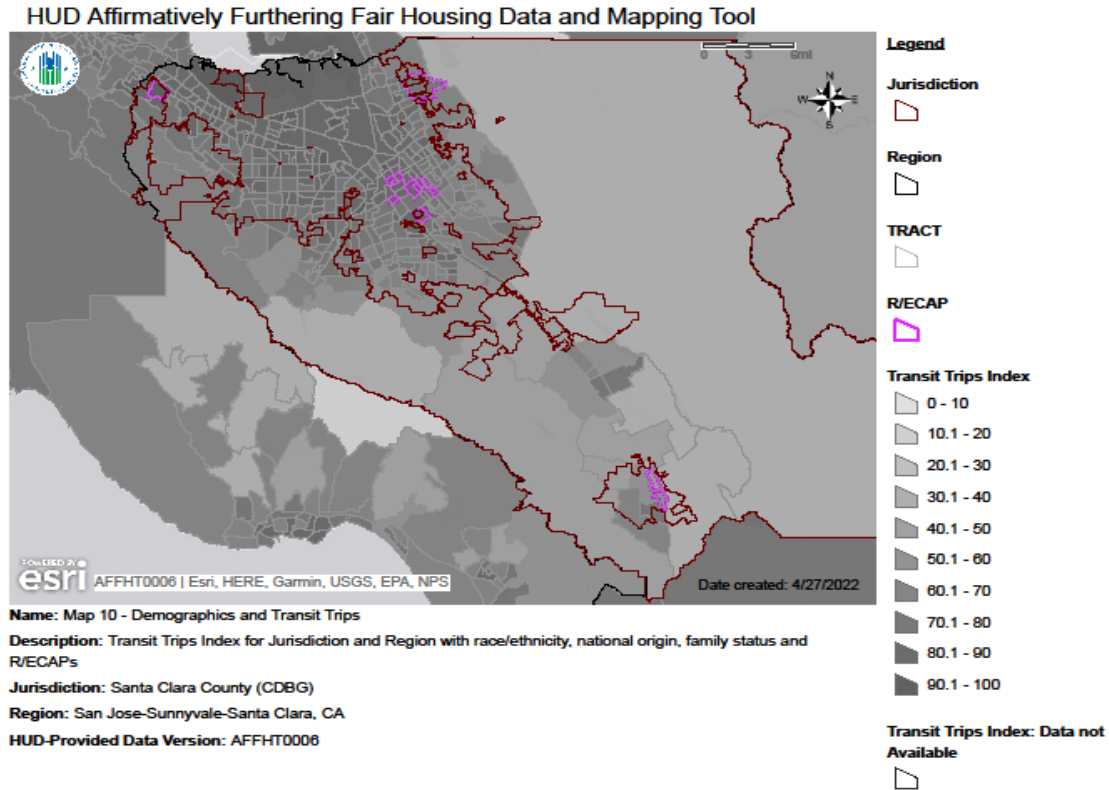 HUD Affirmatively Furthering Fair Housing Data and Mapping Tool
0 3 6mi
N
W E
S
POWERED BY
esri
AFFHT0006 | Esri, HERE, Garmin, USGS, EPA, NPS
Date created: 4/27/2022
Name: Map 10 - Demographics and Transit Trips
Description: Transit Trips Index for Jurisdiction and Region with race/ethnicity, national origin, family status and
R/ECAPs
Jurisdiction: Santa Clara County (CDBG)
Region: San Jose-Sunnyvale-Santa Clara, CA
HUD-Provided Data Version: AFFHT0006
Legend
Jurisdiction
Region
TRACT
R/ECAP
Transit Trips Index
0 - 10
10.1 - 20
20.1 - 30
30.1 - 40
40.1 - 50
50.1 - 60
60.1 - 70
70.1 - 80
80.1 - 90
90.1 - 100
Transit Trips Index: Data not
Available